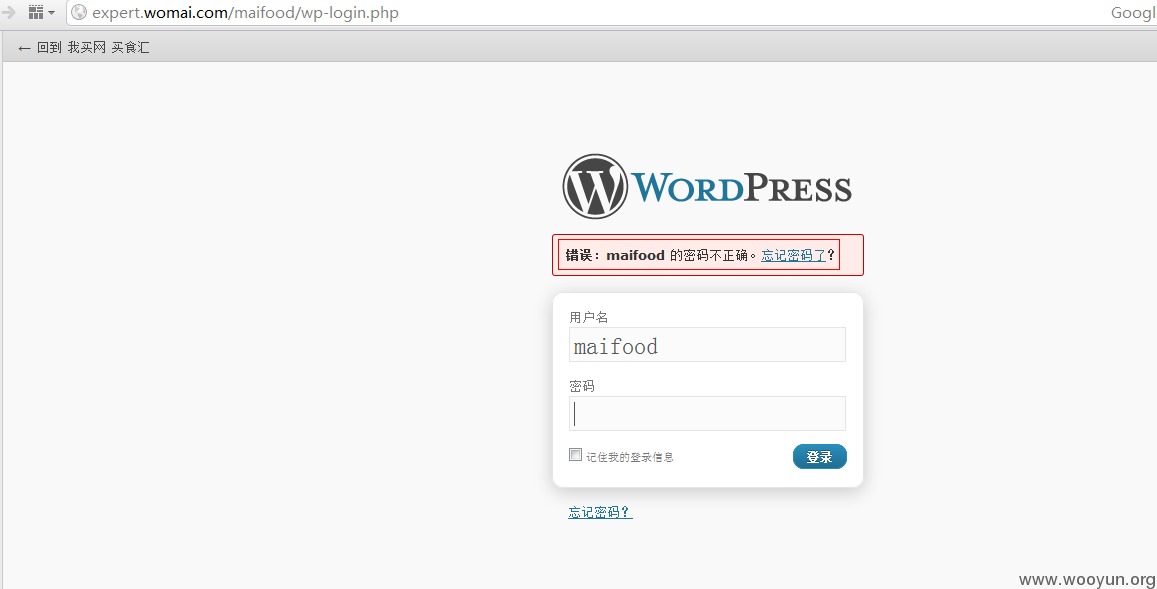 expert.womai.com/maifood/wp-login.php
Googl
← 回到 我买网 买食汇
WORDPRESS
错误：maifood 的密码不正确。忘记密码了？
用户名
maifood
密码
记住我的登录信息
登录
忘记密码？
www.wooyun.org